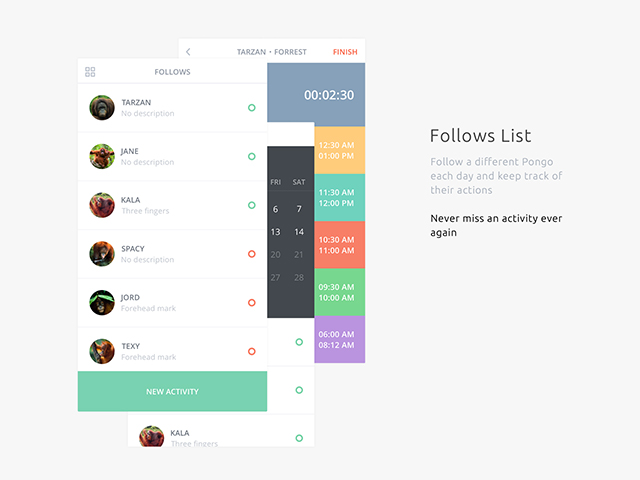 TARZAN • FORREST
FINISH
FOLLOWS
00:02:30
TARZAN
No description
JANE
No description
KALA
Three fingers
SPACY
No description
JORD
Forehead mark
TEXY
Forehead mark
NEW ACTIVITY
KALA
Three fingers
FRI SAT
6 7
13 14
20 21
27 28
12:30 AM
01:00 PM
11:30 AM
12:00 PM
10:30 AM
11:00 AM
09:30 AM
10:00 AM
06:00 AM
08:12 AM
Follows List
Follow a different Pongo
each day and keep track of
their actions
Never miss an activity ever
again